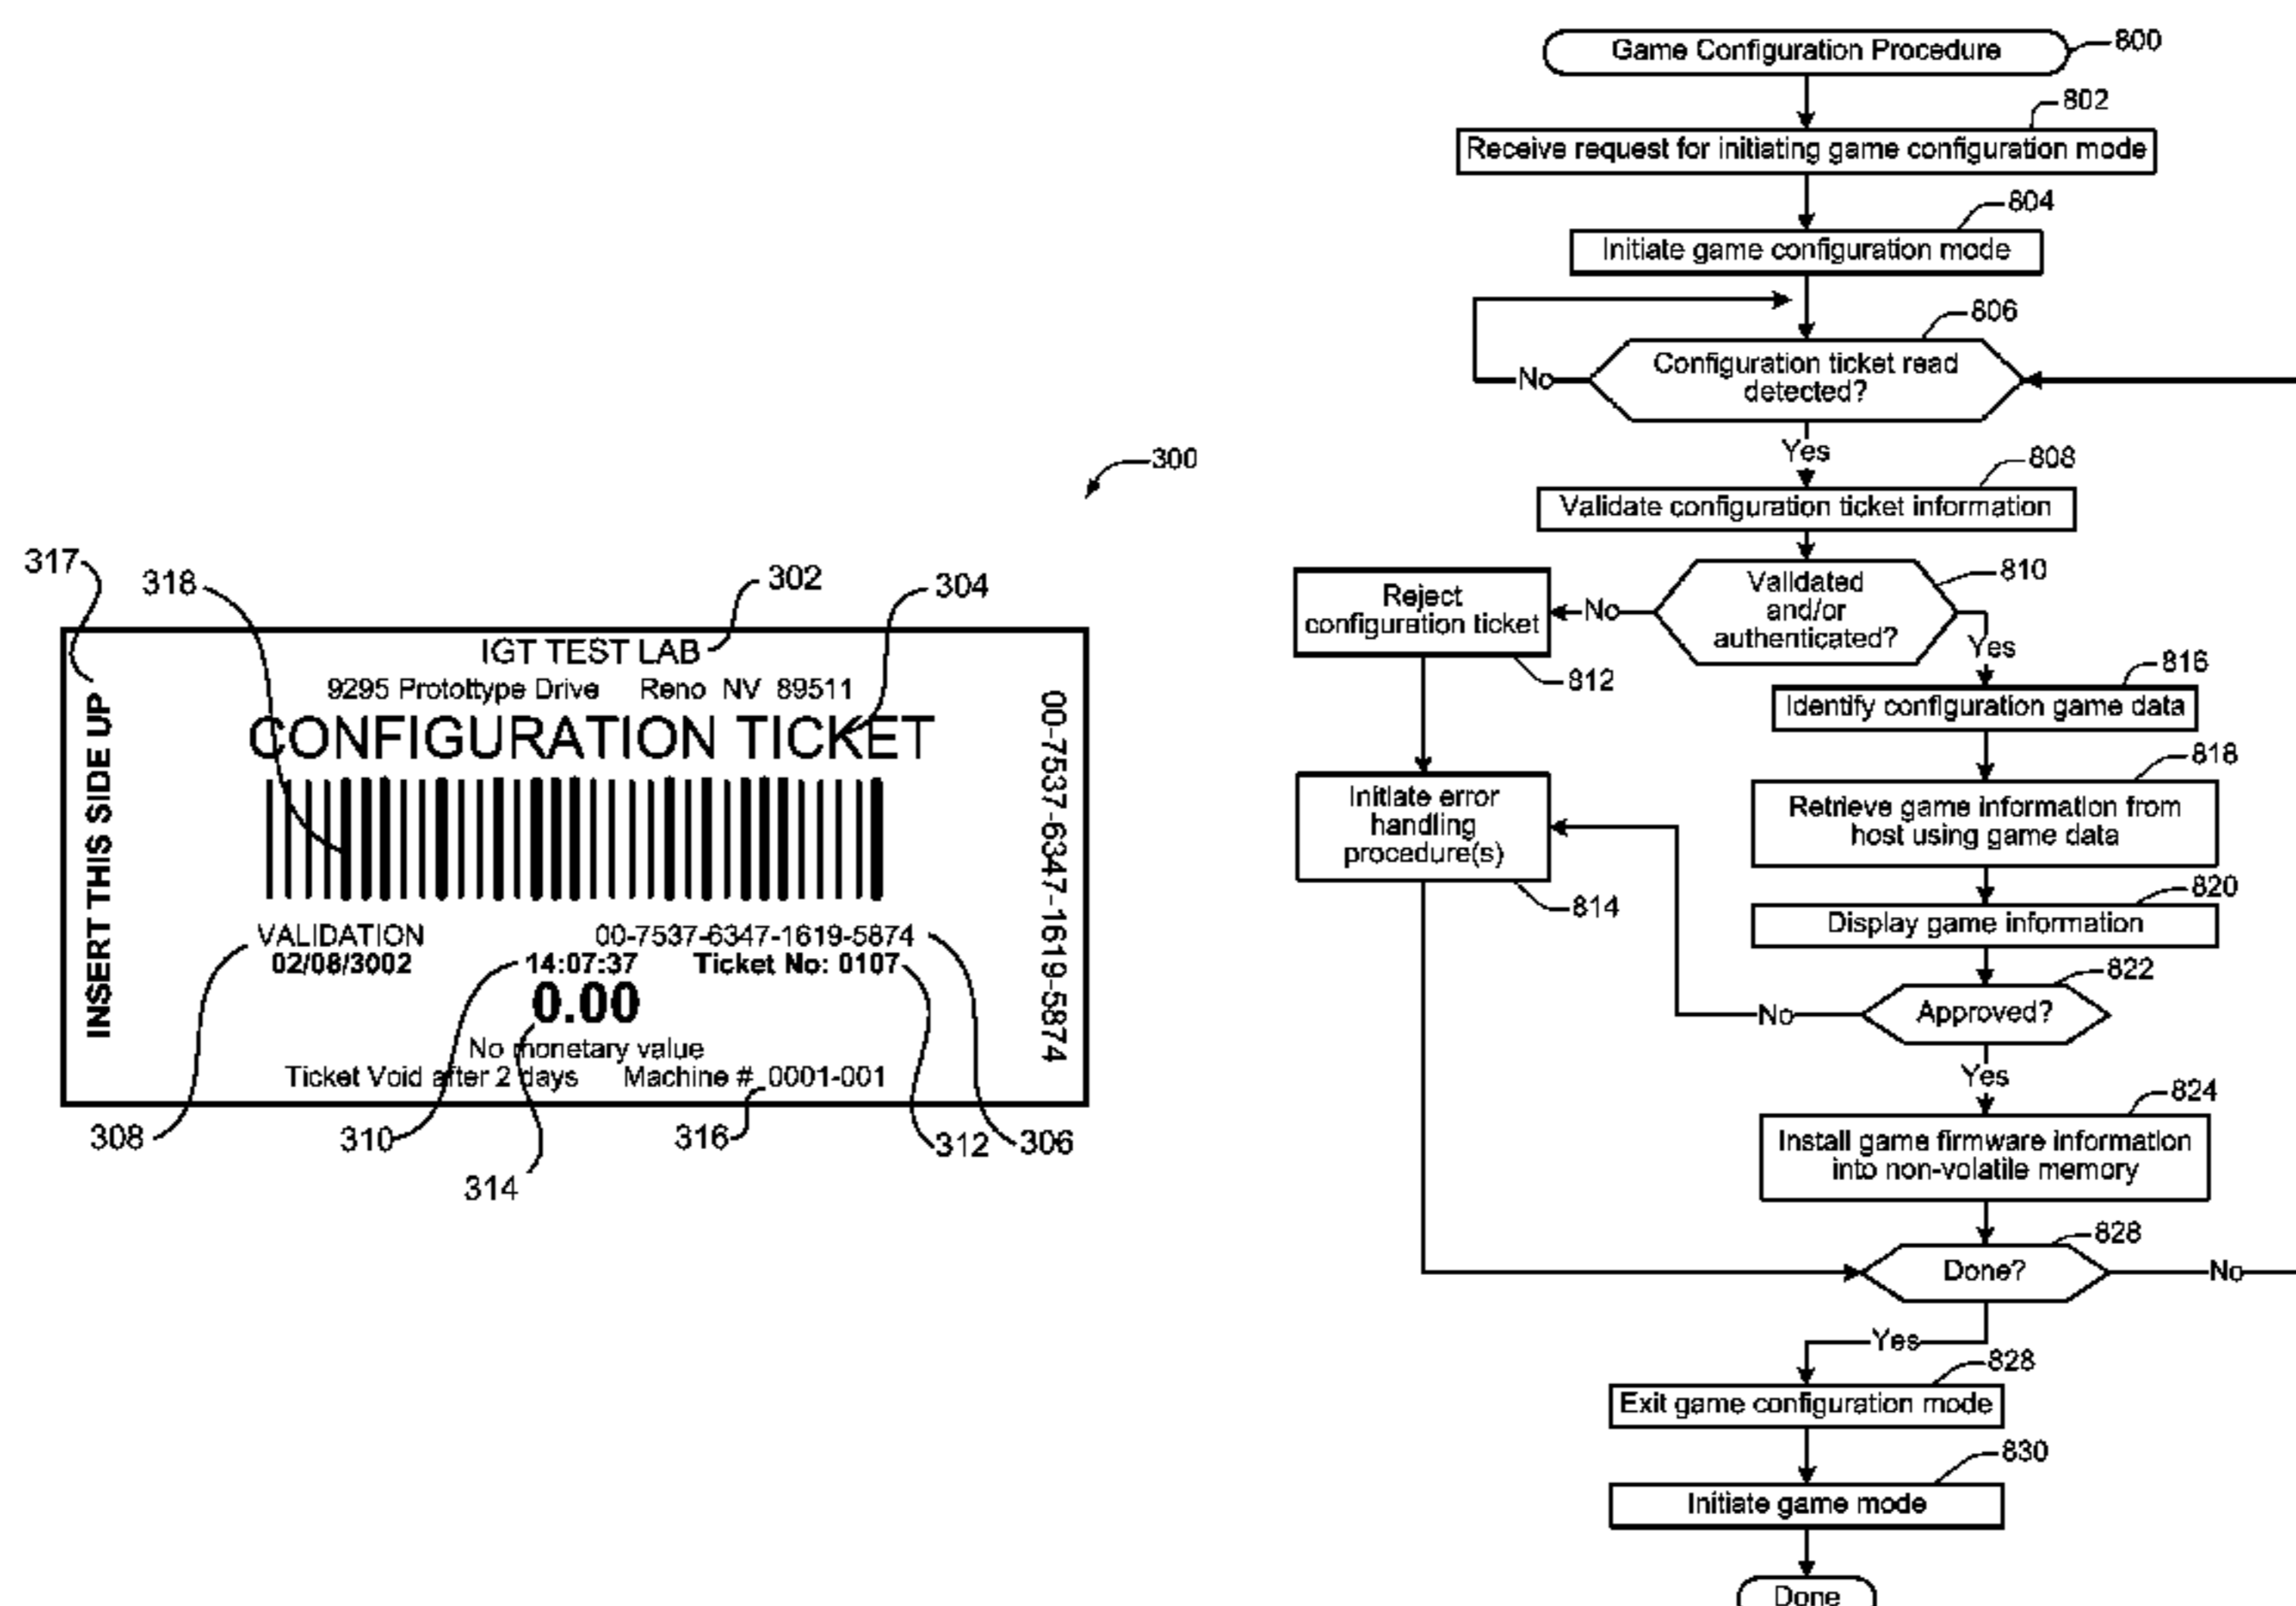 300
317
318
302
304
IGT TEST LAB
9295 Protottype Drive Reno NV 89511
CONFIGURATION TICKET
INSERT THIS SIDE UP
00-7537-6347-1619-5874
VALIDATION 00-7537-6347-1619-5874
02/08/3002 14:07:37 Ticket No: 0107
0.00
No monetary value
Ticket Void after 2 days Machine # 0001-001
308
310
316
312
306
314
Game Configuration Procedure
800
802
Receive request for initiating game configuration mode
804
Initiate game configuration mode
806
Configuration ticket read
detected?
No
Yes
808
Validate configuration ticket information
810
Validated
and/or
authenticated?
No
Yes
Reject
configuration ticket
812
816
Identify configuration game data
818
Retrieve game information from
host using game data
Initiate error
handling
procedure(s)
814
820
Display game information
822
Approved?
No
Yes
824
Install game firmware information
into non-volatile memory
828
Done?
No
Yes
828
Exit game configuration mode
830
Initiate game mode
Done